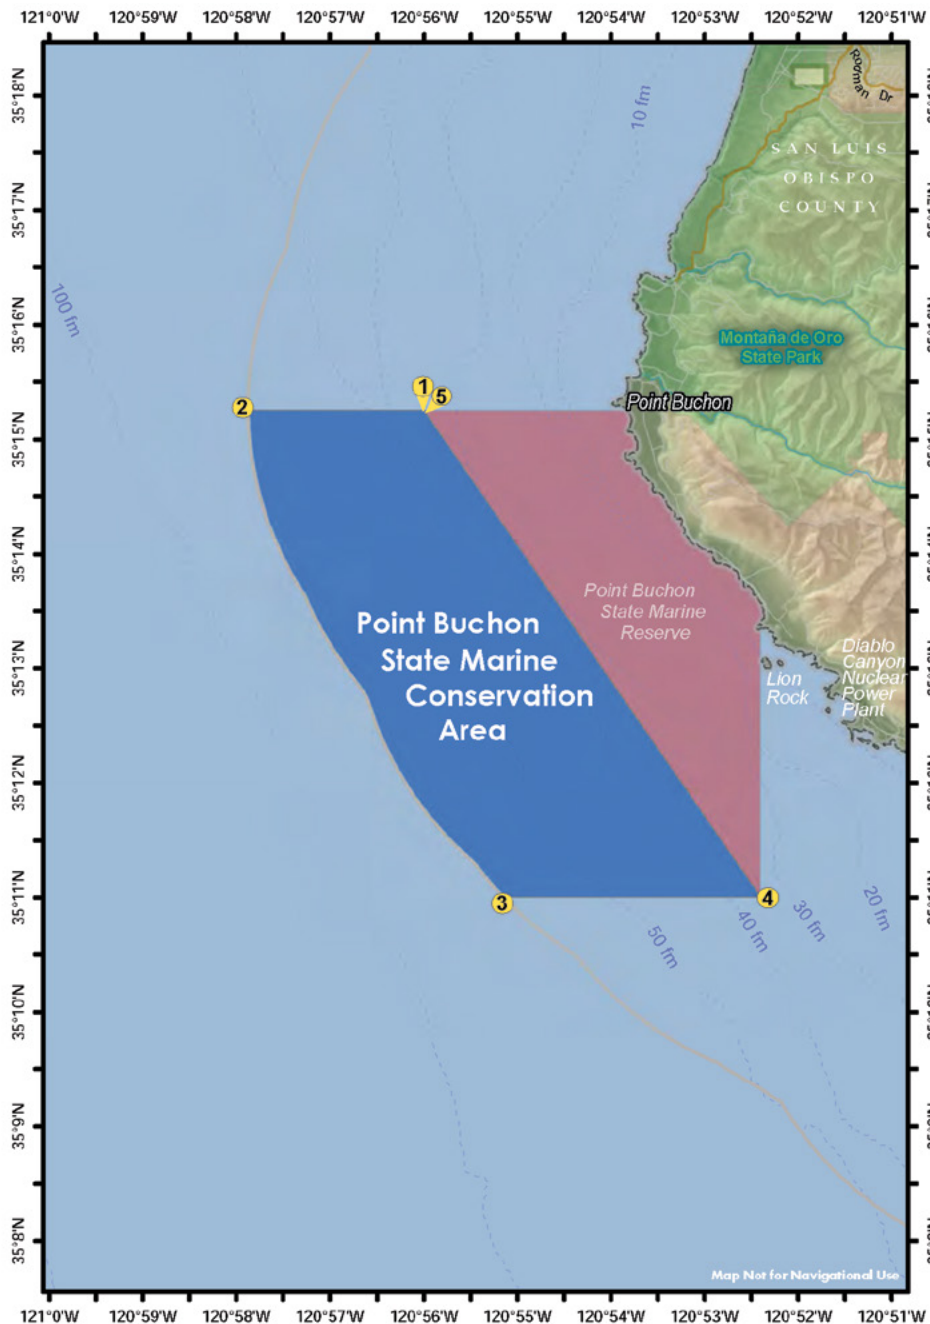 121°0'W 120°59'W 120°58'W 120°57'W 120°56'W 120°55'W 120°54'W 120°53'W 120°52'W 120°51'W
35°18'N
35°17'N
35°16'N
35°15'N
35°14'N
35°13'N
35°12'N
35°11'N
35°10'N
35°9'N
35°8'N
Rodman Dr
10 fm
SAN LUIS
OBISPO
COUNTY
100 fm
Montaña de Oro
State Park
1
5
2
Point Buchon
Point Buchon
State Marine
Reserve
Point Buchon
State Marine
Conservation
Area
Lion
Rock
Diablo
Canyon
Nuclear
Power
Plant
3
4
50 fm
40 fm
30 fm
20 fm
Map Not for Navigational Use
121°0'W 120°59'W 120°58'W 120°57'W 120°56'W 120°55'W 120°54'W 120°53'W 120°52'W 120°51'W